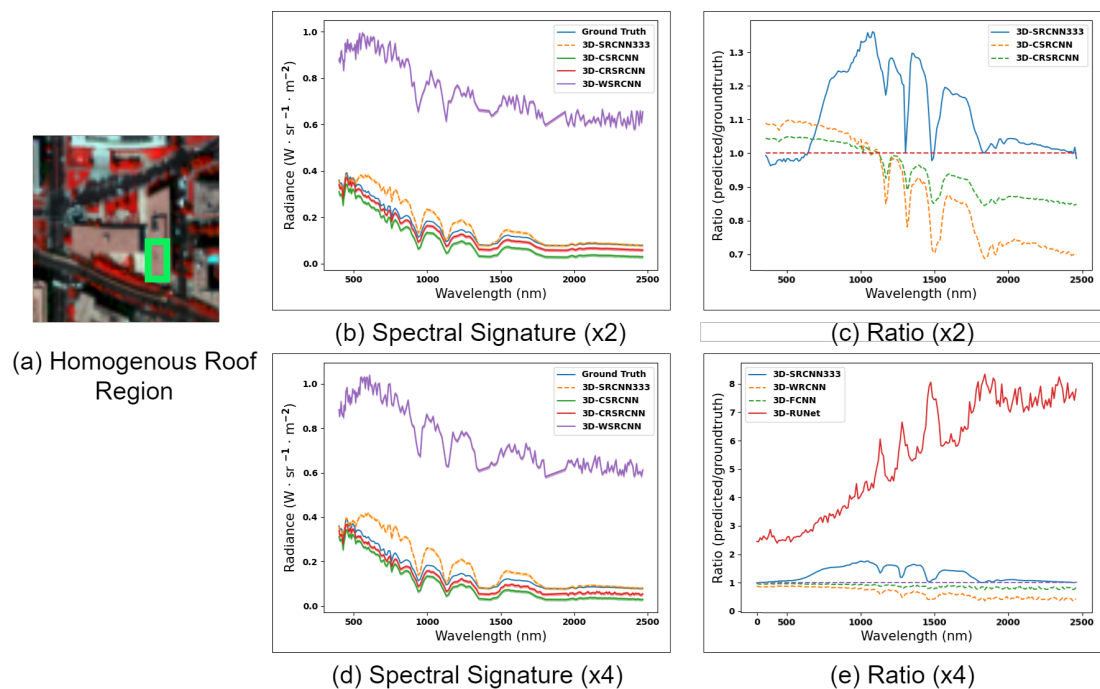 (a) Homogenous Roof
Region
1.0
0.8
0.6
0.4
0.2
0.0
Radiance (W · sr⁻¹ · m⁻²)
500
1000
1500
2000
2500
Wavelength (nm)
Ground Truth
3D-SRCNN333
3D-CSRCNN
3D-CRSRCNN
3D-WSRCNN
(b) Spectral Signature (x2)
1.3
1.2
1.1
1.0
0.9
0.8
0.7
Ratio (predicted/groundtruth)
500
1000
1500
2000
2500
Wavelength (nm)
3D-SRCNN333
3D-CSRCNN
3D-CRSRCNN
(c) Ratio (x2)
1.0
0.8
0.6
0.4
0.2
0.0
Radiance (W · sr⁻¹ · m⁻²)
500
1000
1500
2000
2500
Wavelength (nm)
Ground Truth
3D-SRCNN333
3D-CSRCNN
3D-CRSRCNN
3D-WSRCNN
(d) Spectral Signature (x4)
8
7
6
5
4
3
2
1
0
Ratio (predicted/groundtruth)
0
500
1000
1500
2000
2500
Wavelength (nm)
3D-SRCNN333
3D-WRCNN
3D-FCNN
3D-RUNet
(e) Ratio (x4)